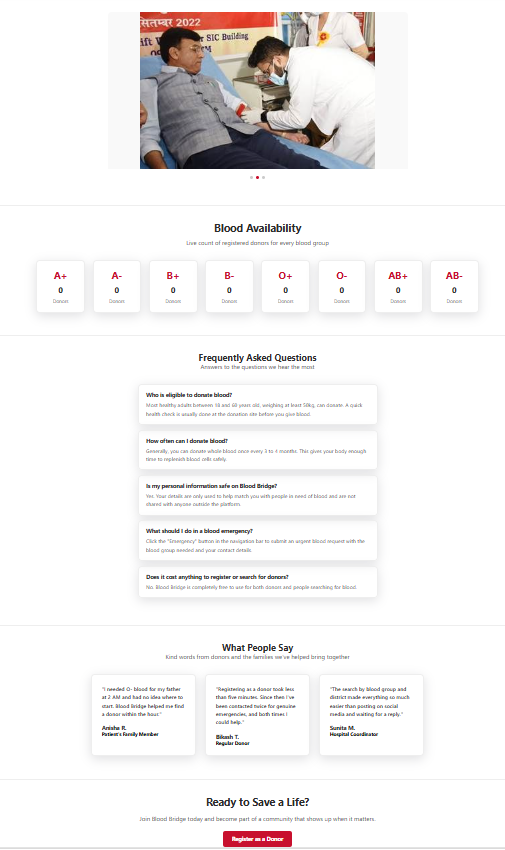 सितम्बर 2022
SIC Building
Blood Availability
Live count of registered donors for every blood group
A+ A- B+ B- O+ O- AB+ AB-
0 0 0 0 0 0 0 0
Donors Donors Donors Donors Donors Donors Donors Donors
Frequently Asked Questions
Answers to the questions we hear the most
Who is eligible to donate blood?
Most healthy adults between 18 and 60 years old, weighing at least 50kg, can donate. A quick
health check is usually done at the donation site before you give blood.
How often can I donate blood?
Generally, you can donate whole blood once every 3 to 4 months. This gives your body enough
time to replenish blood cells safely.
Is my personal information safe on Blood Bridge?
Yes. Your details are only used to help match you with people in need of blood and are not
shared with anyone outside the platform.
What should I do in a blood emergency?
Click the "Emergency" button in the navigation bar to submit an urgent blood request with the
blood group needed and your contact details.
Does it cost anything to register or search for donors?
No. Blood Bridge is completely free to use for both donors and people searching for blood.
What People Say
Kind words from donors and the families we've helped bring together
"I needed O- blood for my father
at 2 AM and had no idea where to
start. Blood Bridge helped me find
a donor within the hour."
Anisha R.
Patient's Family Member
"Registering as a donor took less
than five minutes. Since then I've
been contacted twice for genuine
emergencies, and both times I
could help."
Bikash T.
Regular Donor
"The search by blood group and
district made everything so much
easier than posting on social
media and waiting for a reply."
Sunita M.
Hospital Coordinator
Ready to Save a Life?
Join Blood Bridge today and become part of a community that shows up when it matters.
Register as a Donor